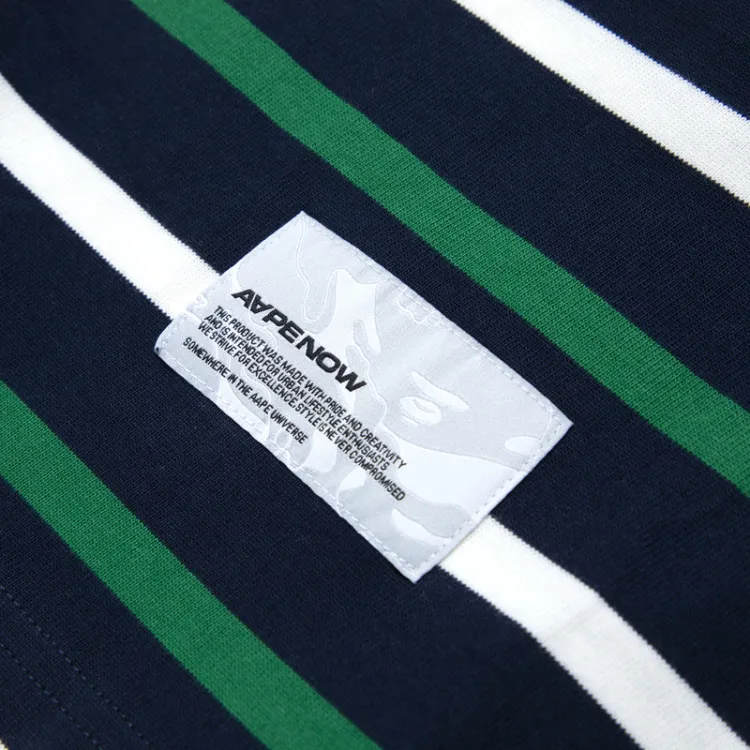 AAPE NOW
THIS PRODUCT WAS MADE WITH PRIDE AND CREATIVITY
AND IS INTENDED FOR URBAN LIFESTYLE ENTHUSIASTS
WE STRIVE FOR EXCELLENCE STYLE IS NEVER COMPROMISED
SOMEWHERE IN THE AAPE UNIVERSE